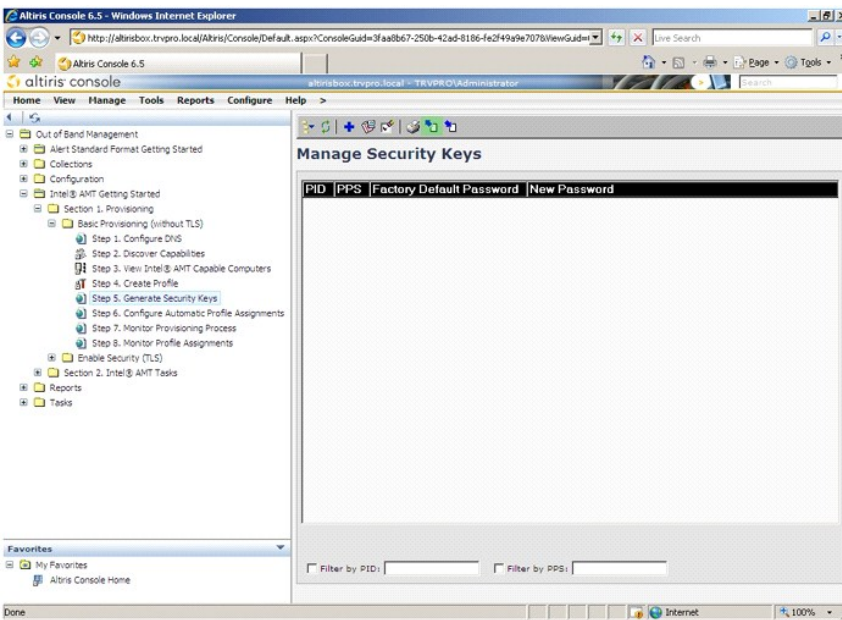 Altiris Console 6.5 - Windows Internet Explorer
http://altirisbox.trvpro.local/Altiris/Console/Default.aspx?ConsoleGuid=3faa8b67-250b-42ad-8186-fe2f49a9e707&ViewGuid=
Live Search
Altiris Console 6.5
Page
Tools
altiris console
altirisbox.trvpro.local - TRVPRO\Administrator
Search
Home View Manage Tools Reports Configure Help >
Out of Band Management
Alert Standard Format Getting Started
Collections
Configuration
Intel® AMT Getting Started
Section 1. Provisioning
Basic Provisioning (without TLS)
Step 1. Configure DNS
Step 2. Discover Capabilities
Step 3. View Intel® AMT Capable Computers
Step 4. Create Profile
Step 5. Generate Security Keys
Step 6. Configure Automatic Profile Assignments
Step 7. Monitor Provisioning Process
Step 8. Monitor Profile Assignments
Enable Security (TLS)
Section 2. Intel® AMT Tasks
Reports
Tasks
Manage Security Keys
PID PPS Factory Default Password New Password
Filter by PID:
Filter by PPS:
Favorites
My Favorites
Altiris Console Home
Done
Internet
100%